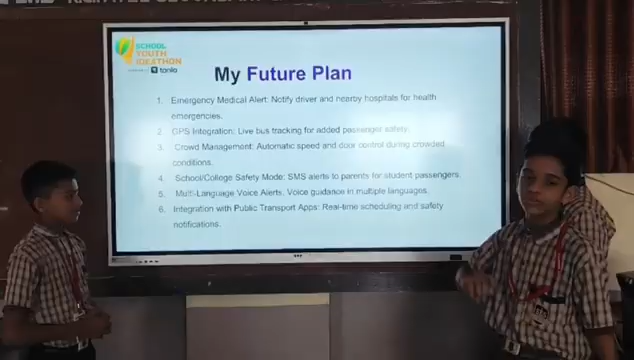 SCHOOL
YOUTH
IDEATHON
tanla
My Future Plan
1. Emergency Medical Alert: Notify driver and nearby hospitals for health
emergencies.
2. GPS Integration: Live bus tracking for added passenger safety.
3. Crowd Management: Automatic speed and door control during crowded
conditions.
4. School/College Safety Mode: SMS alerts to parents for student passengers.
5. Multi-Language Voice Alerts: Voice guidance in multiple languages.
6. Integration with Public Transport Apps: Real-time scheduling and safety
notifications.